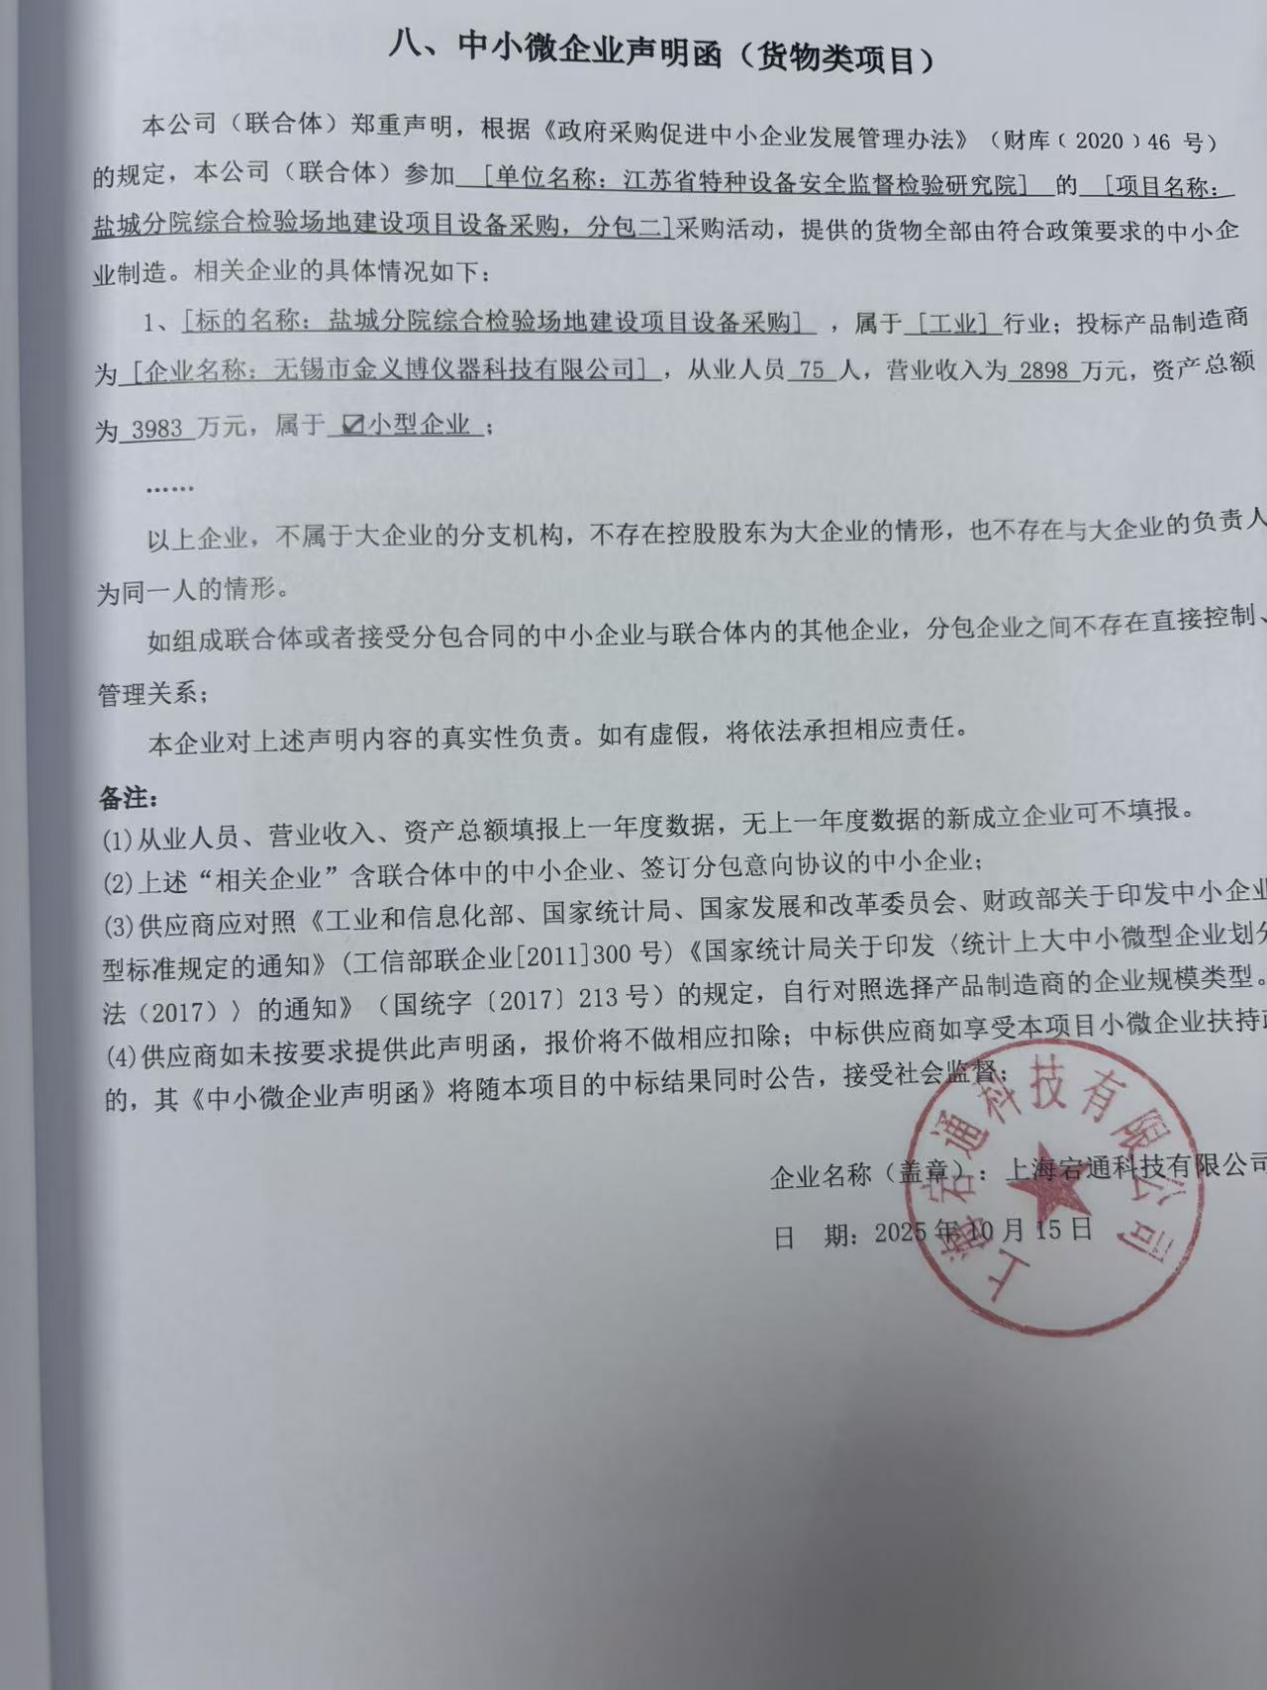 八、中小微企业声明函（货物类项目）
本公司（联合体）郑重声明，根据《政府采购促进中小企业发展管理办法》（财库﹝2020﹞46 号）
的规定，本公司（联合体）参加 [单位名称：江苏省特种设备安全监督检验研究院] 的 [项目名称：
盐城分院综合检验场地建设项目设备采购，分包二]采购活动，提供的货物全部由符合政策要求的中小企
业制造。相关企业的具体情况如下：
1、[标的名称：盐城分院综合检验场地建设项目设备采购] ，属于 [工业] 行业；投标产品制造商
为 [企业名称：无锡市金义博仪器科技有限公司] ，从业人员 75 人，营业收入为 2898 万元，资产总额
为 3983 万元，属于 ☑小型企业 ；
……
以上企业，不属于大企业的分支机构，不存在控股股东为大企业的情形，也不存在与大企业的负责人
为同一人的情形。
如组成联合体或者接受分包合同的中小企业与联合体内的其他企业，分包企业之间不存在直接控制、
管理关系；
本企业对上述声明内容的真实性负责。如有虚假，将依法承担相应责任。
备注：
(1)从业人员、营业收入、资产总额填报上一年度数据，无上一年度数据的新成立企业可不填报。
(2)上述“相关企业”含联合体中的中小企业、签订分包意向协议的中小企业；
(3)供应商应对照《工业和信息化部、国家统计局、国家发展和改革委员会、财政部关于印发中小企业
型标准规定的通知》(工信部联企业[2011]300 号)《国家统计局关于印发〈统计上大中小微型企业划分
法（2017）〉的通知》（国统字〔2017〕213 号）的规定，自行对照选择产品制造商的企业规模类型。
(4)供应商如未按要求提供此声明函，报价将不做相应扣除；中标供应商如享受本项目小微企业扶持
的，其《中小微企业声明函》将随本项目的中标结果同时公告，接受社会监督；
企业名称（盖章）：上海宕通科技有限公司
日 期：2025 年 10 月 15 日
上海宕通科技有限公司